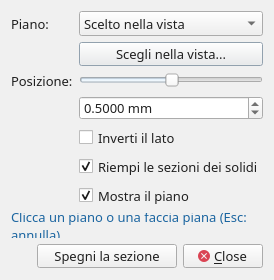 Piano: Scelto nella vista
Scegli nella vista...
Posizione:
0.5000 mm
Inverti il lato
Riempi le sezioni dei solidi
Mostra il piano
Clicca un piano o una faccia piana (Esc:
annulla)
Spegni la sezione Close